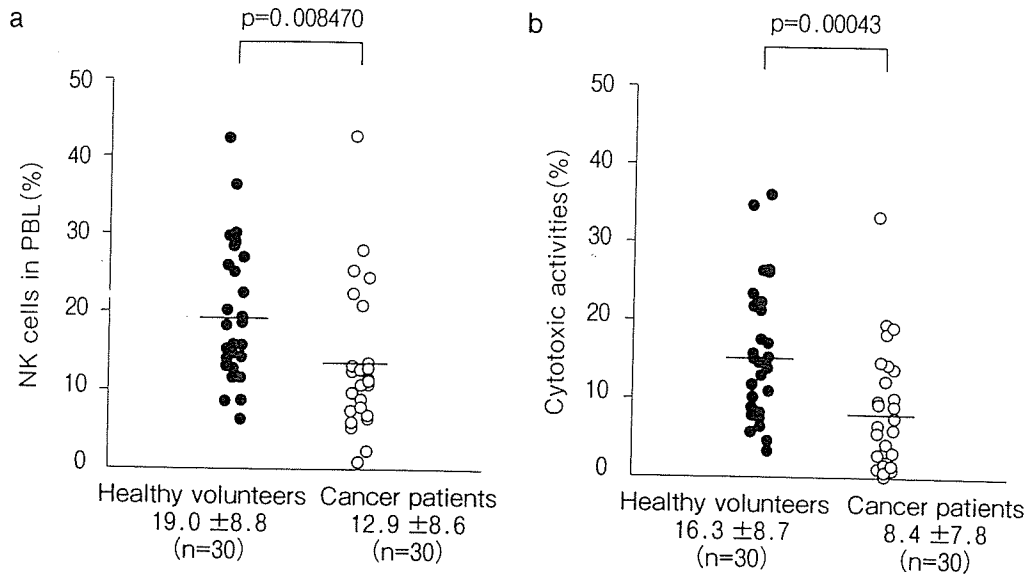 a
p=0.008470
NK cells in PBL (%)
50
40
30
20
10
0
Healthy volunteers Cancer patients
19.0 ±8.8 12.9 ±8.6
(n=30) (n=30)
b
p=0.00043
Cytotoxic activities (%)
50
40
30
20
10
0
Healthy volunteers Cancer patients
16.3 ±8.7 8.4 ±7.8
(n=30) (n=30)